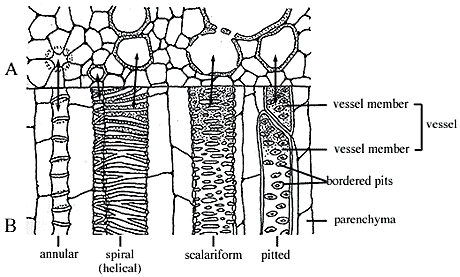 A
vessel member
vessel
vessel member
bordered pits
B
parenchyma
annular
spiral
(helical)
scalariform
pitted